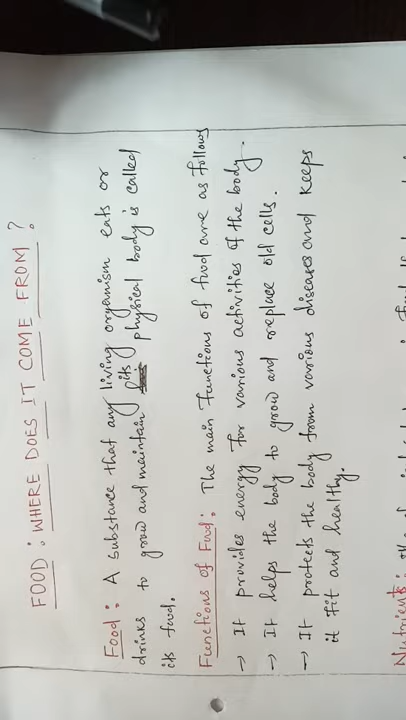 FOOD : WHERE DOES IT COME FROM ?
Food : A substance that any living organism eats or
drinks to grow and maintain its physical body is called
its food.
Functions of Food : The main functions of food are as follows
→ It provides energy for various activities of the body.
→ It helps the body to grow and replace old cells.
→ It protects the body from various diseases and keeps
it fit and healthy.
Nutrients :